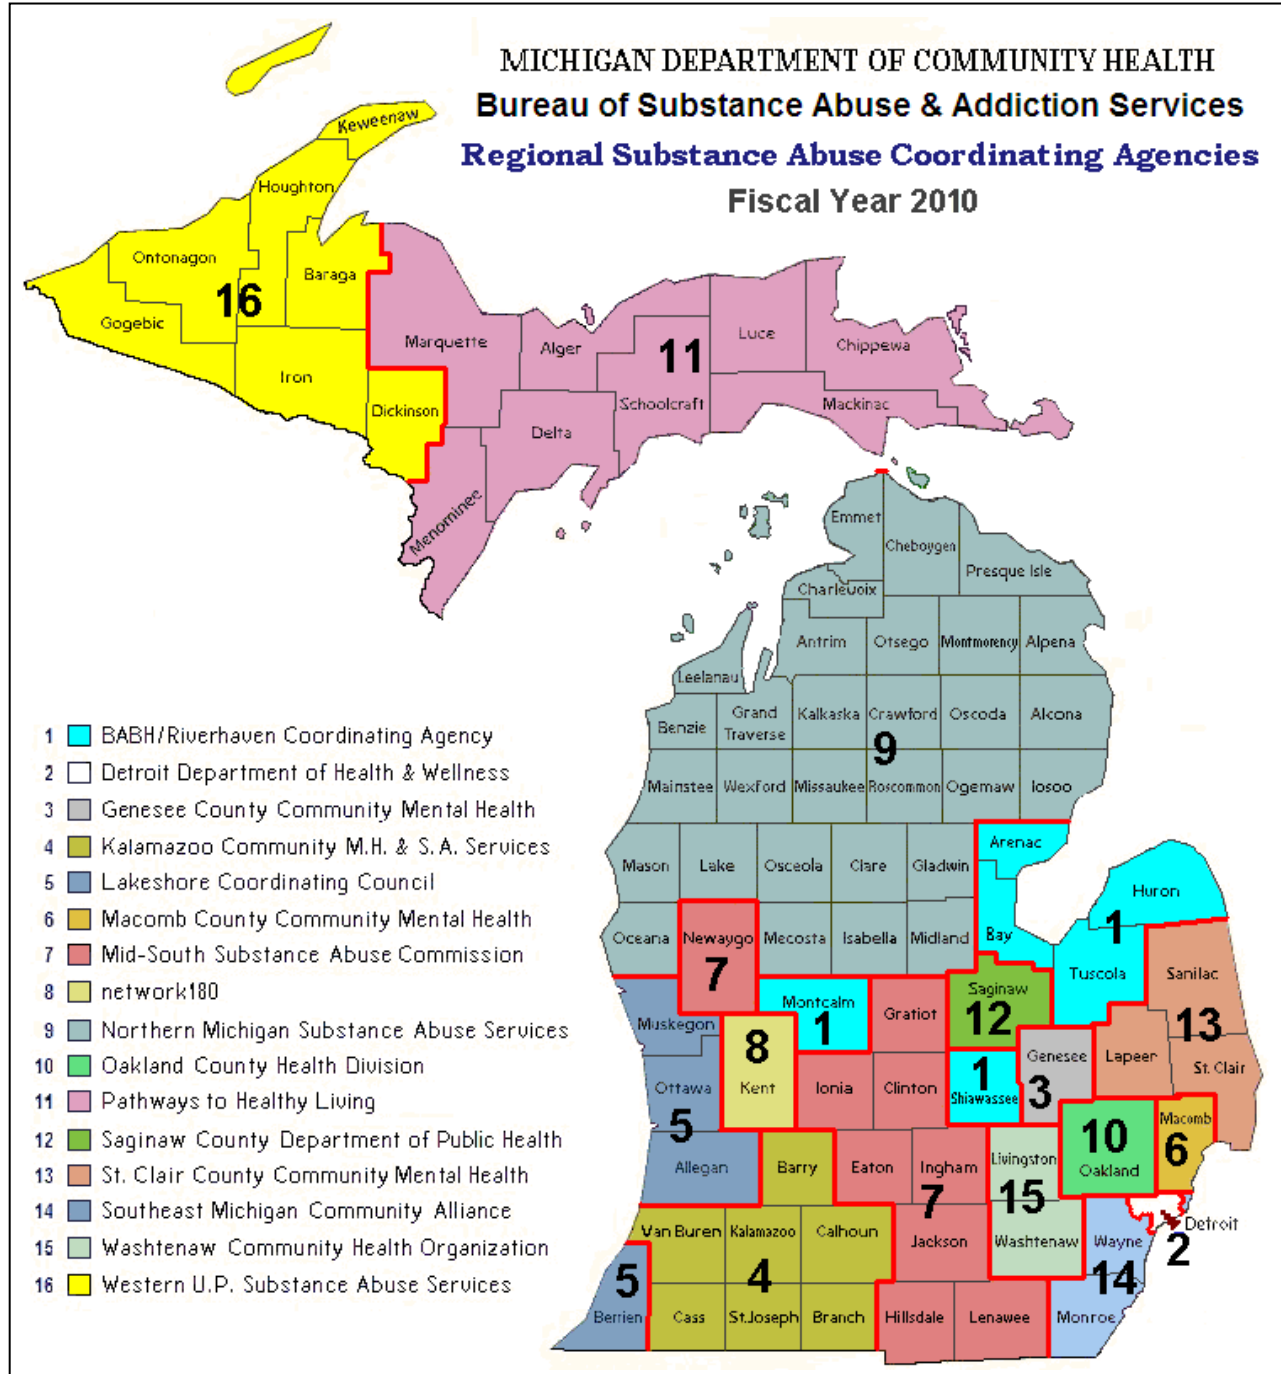 MICHIGAN DEPARTMENT OF COMMUNITY HEALTH
Bureau of Substance Abuse & Addiction Services
Regional Substance Abuse Coordinating Agencies
Fiscal Year 2010
Keweenaw
Houghton
Ontonagon
Baraga
16
Gogebic
Iron
Dickinson
Marquette
Alger
Luce
Chippewa
11
Schoolcraft
Mackinac
Delta
Menominee
Emmet
Cheboygen
Presque Isle
Charlevoix
Antrim
Otsego
Montmorency
Alpena
Leelanau
Benzie
Grand
Traverse
Kalkaska
Crawford
Oscoda
Alcona
9
Mainstee
Wexford
Missaukee
Roscommon
Ogemaw
Iosoo
Mason
Lake
Osceola
Clare
Gladwin
Arenac
Huron
Oceana
Newaygo
Mecosta
Isabella
Midland
Bay
1
7
Tuscola
Sanilac
Muskegon
Montcalm
1
Gratiot
Saginaw
12
13
8
Kent
Ionia
Clinton
1
Shiawassee
Genesee
3
Lapeer
St. Clair
Ottawa
5
Allegan
Barry
Eaton
Ingham
7
Livingston
15
10
Oakland
Macomb
6
Van Buren
Kalamazoo
Calhoun
Jackson
Washtenaw
Wayne
Detroit
2
14
5
Berrien
4
Cass
St.Joseph
Branch
Hillsdale
Lenawee
Monroe
1 BABH/Riverhaven Coordinating Agency
2 Detroit Department of Health & Wellness
3 Genesee County Community Mental Health
4 Kalamazoo Community M.H. & S.A. Services
5 Lakeshore Coordinating Council
6 Macomb County Community Mental Health
7 Mid-South Substance Abuse Commission
8 network180
9 Northern Michigan Substance Abuse Services
10 Oakland County Health Division
11 Pathways to Healthy Living
12 Saginaw County Department of Public Health
13 St. Clair County Community Mental Health
14 Southeast Michigan Community Alliance
15 Washtenaw Community Health Organization
16 Western U.P. Substance Abuse Services